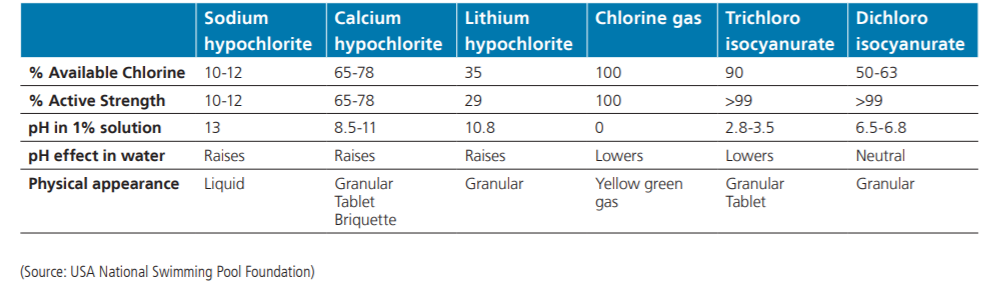 Sodium hypochlorite Calcium hypochlorite Lithium hypochlorite Chlorine gas Trichloro isocyanurate Dichloro isocyanurate
% Available Chlorine 10-12 65-78 35 100 90 50-63
% Active Strength 10-12 65-78 29 100 >99 >99
pH in 1% solution 13 8.5-11 10.8 0 2.8-3.5 6.5-6.8
pH effect in water Raises Raises Raises Lowers Lowers Neutral
Physical appearance Liquid Granular Tablet Briquette Granular Yellow green gas Granular Tablet Granular
(Source: USA National Swimming Pool Foundation)